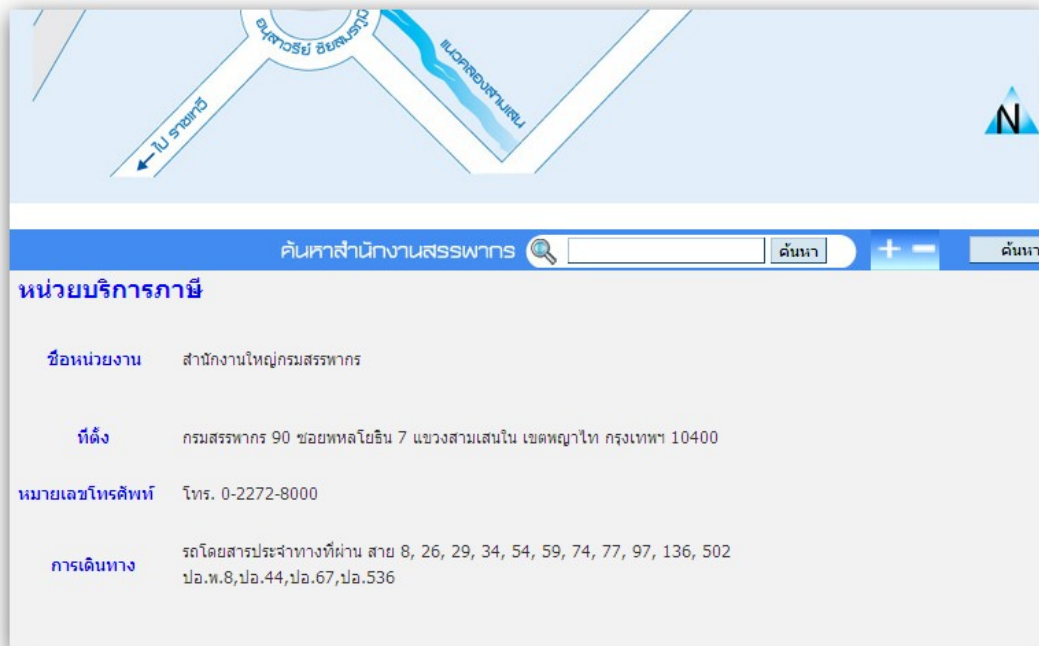 อนุสาวรีย์ ชัยสมรภูมิ
แนวคลองสามเสน
ไป ราชเทวี
N
ค้นหาสำนักงานสรรพากร
ค้นหา
+ -
ค้นหา
หน่วยบริการภาษี
ชื่อหน่วยงาน สำนักงานใหญ่กรมสรรพากร
ที่ตั้ง กรมสรรพากร 90 ซอยพหลโยธิน 7 แขวงสามเสนใน เขตพญาไท กรุงเทพฯ 10400
หมายเลขโทรศัพท์ โทร. 0-2272-8000
การเดินทาง รถโดยสารประจำทางที่ผ่าน สาย 8, 26, 29, 34, 54, 59, 74, 77, 97, 136, 502
ปอ.พ.8,ปอ.44,ปอ.67,ปอ.536